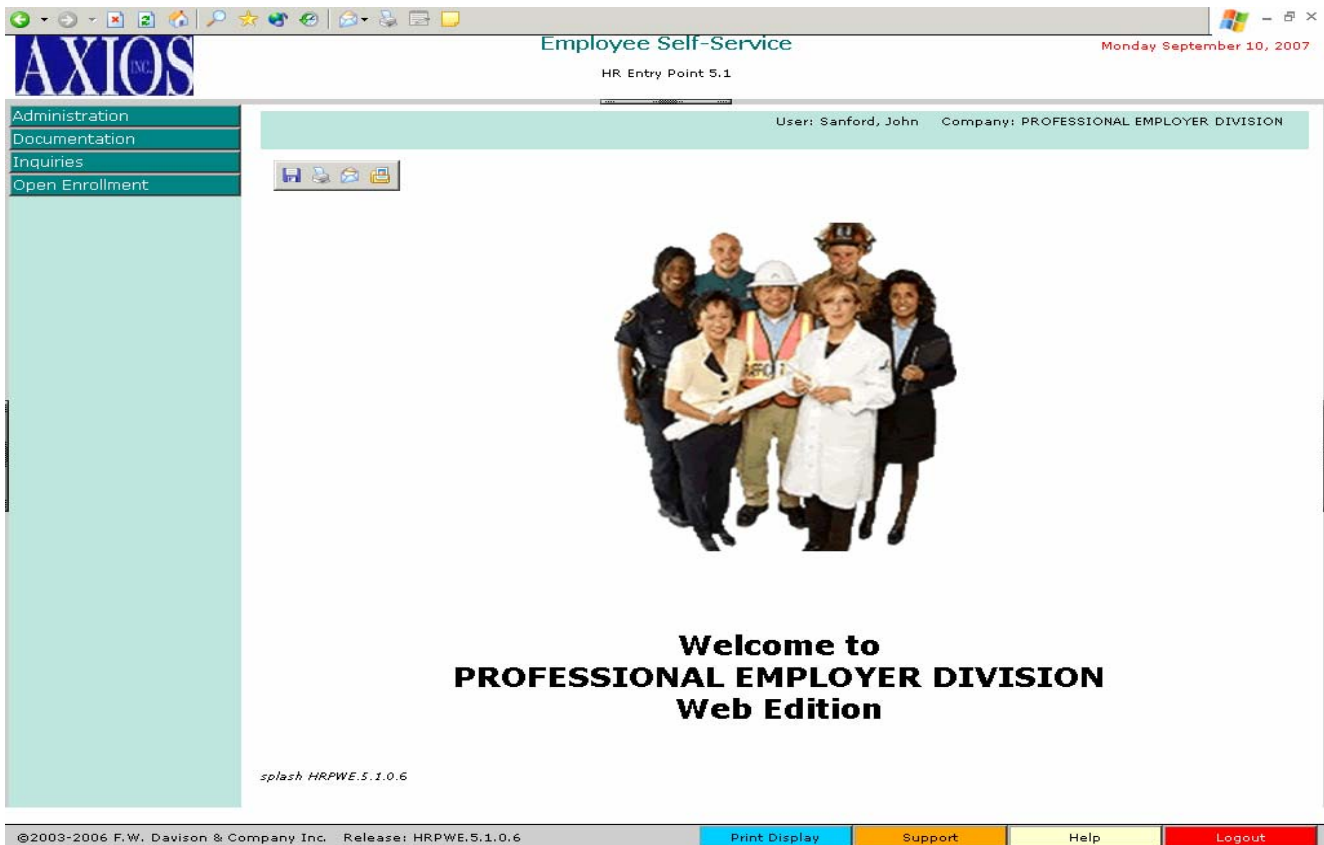 AXIOS
INC.
Employee Self-Service
HR Entry Point 5.1
Monday September 10, 2007
Administration
Documentation
Inquiries
Open Enrollment
User: Sanford, John Company: PROFESSIONAL EMPLOYER DIVISION
Welcome to
PROFESSIONAL EMPLOYER DIVISION
Web Edition
splash HRPWE.5.1.0.6
©2003-2006 F.W. Davison & Company Inc. Release: HRPWE.5.1.0.6
Print Display
Support
Help
Logout